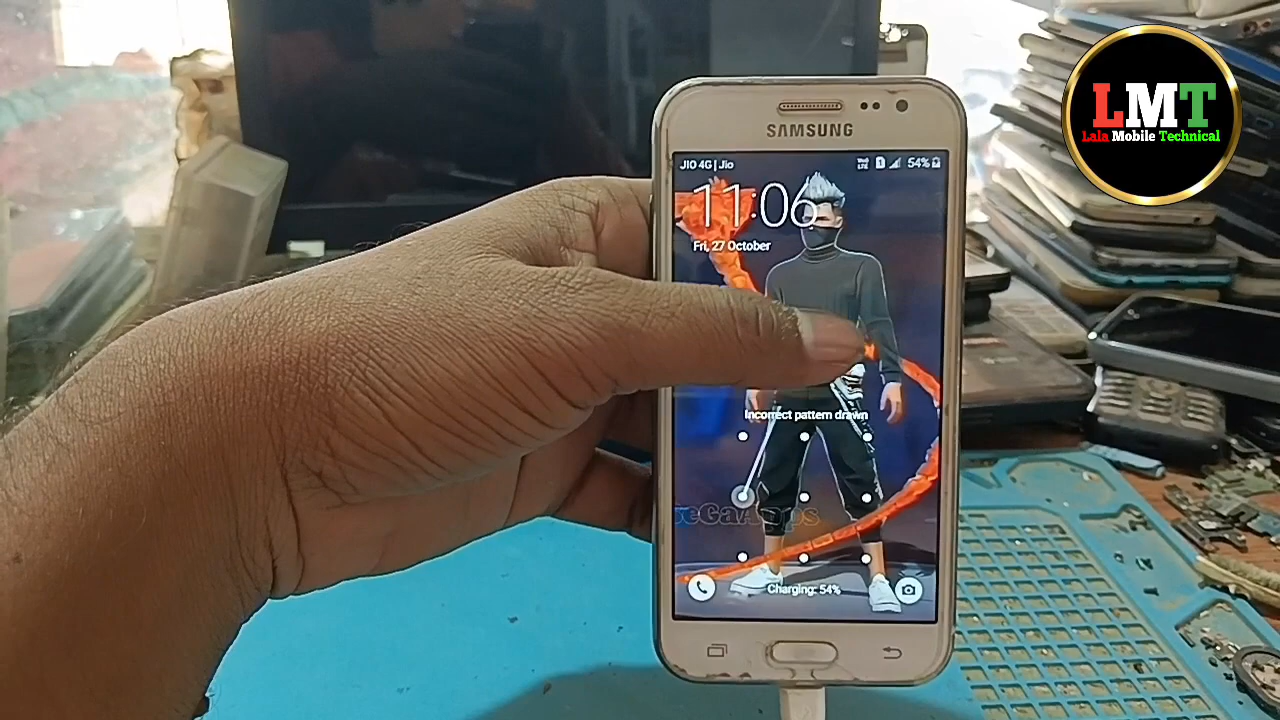 LMT
Lala Mobile Technical
SAMSUNG
JIO 4G | Jio
54%
11:06
Fri, 27 October
Incorrect pattern drawn
Charging: 54%